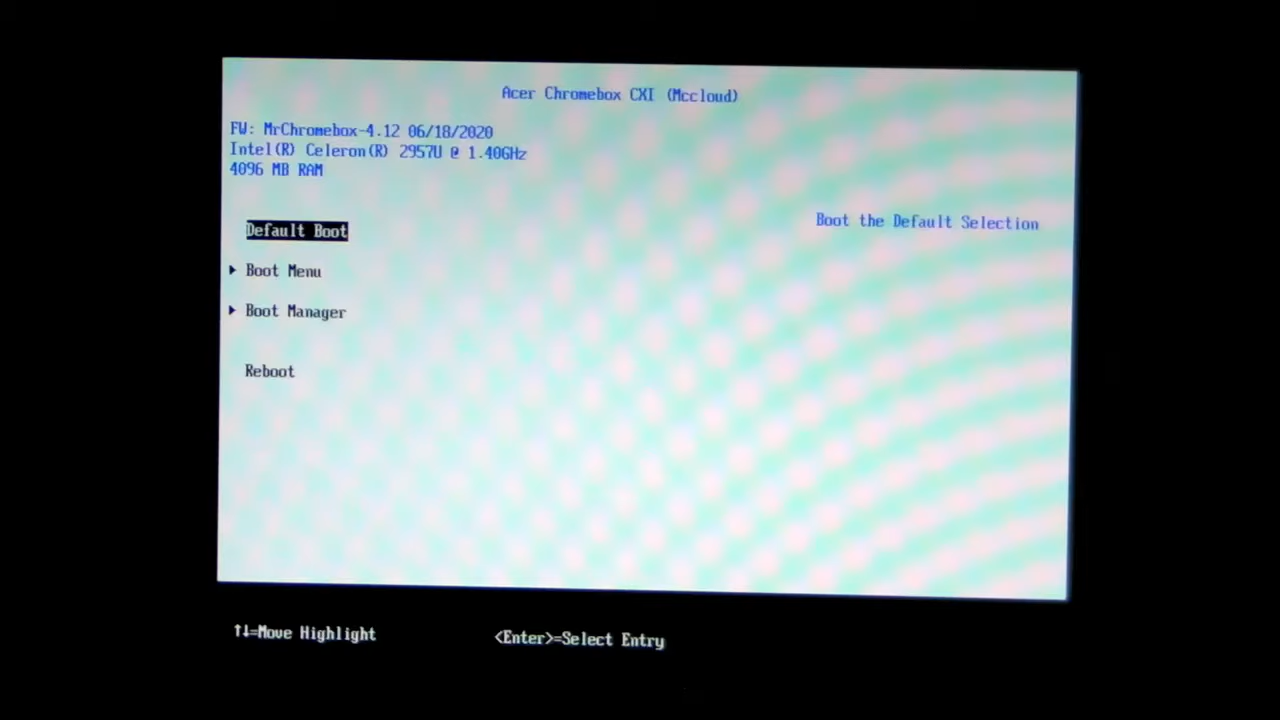 Acer Chromebox CXI (Mccloud)
FW: MrChromebox-4.12 06/18/2020
Intel(R) Celeron(R) 2957U @ 1.40GHz
4096 MB RAM
Default Boot
Boot the Default Selection
▶ Boot Menu
▶ Boot Manager
Reboot
↑↓=Move Highlight
<Enter>=Select Entry